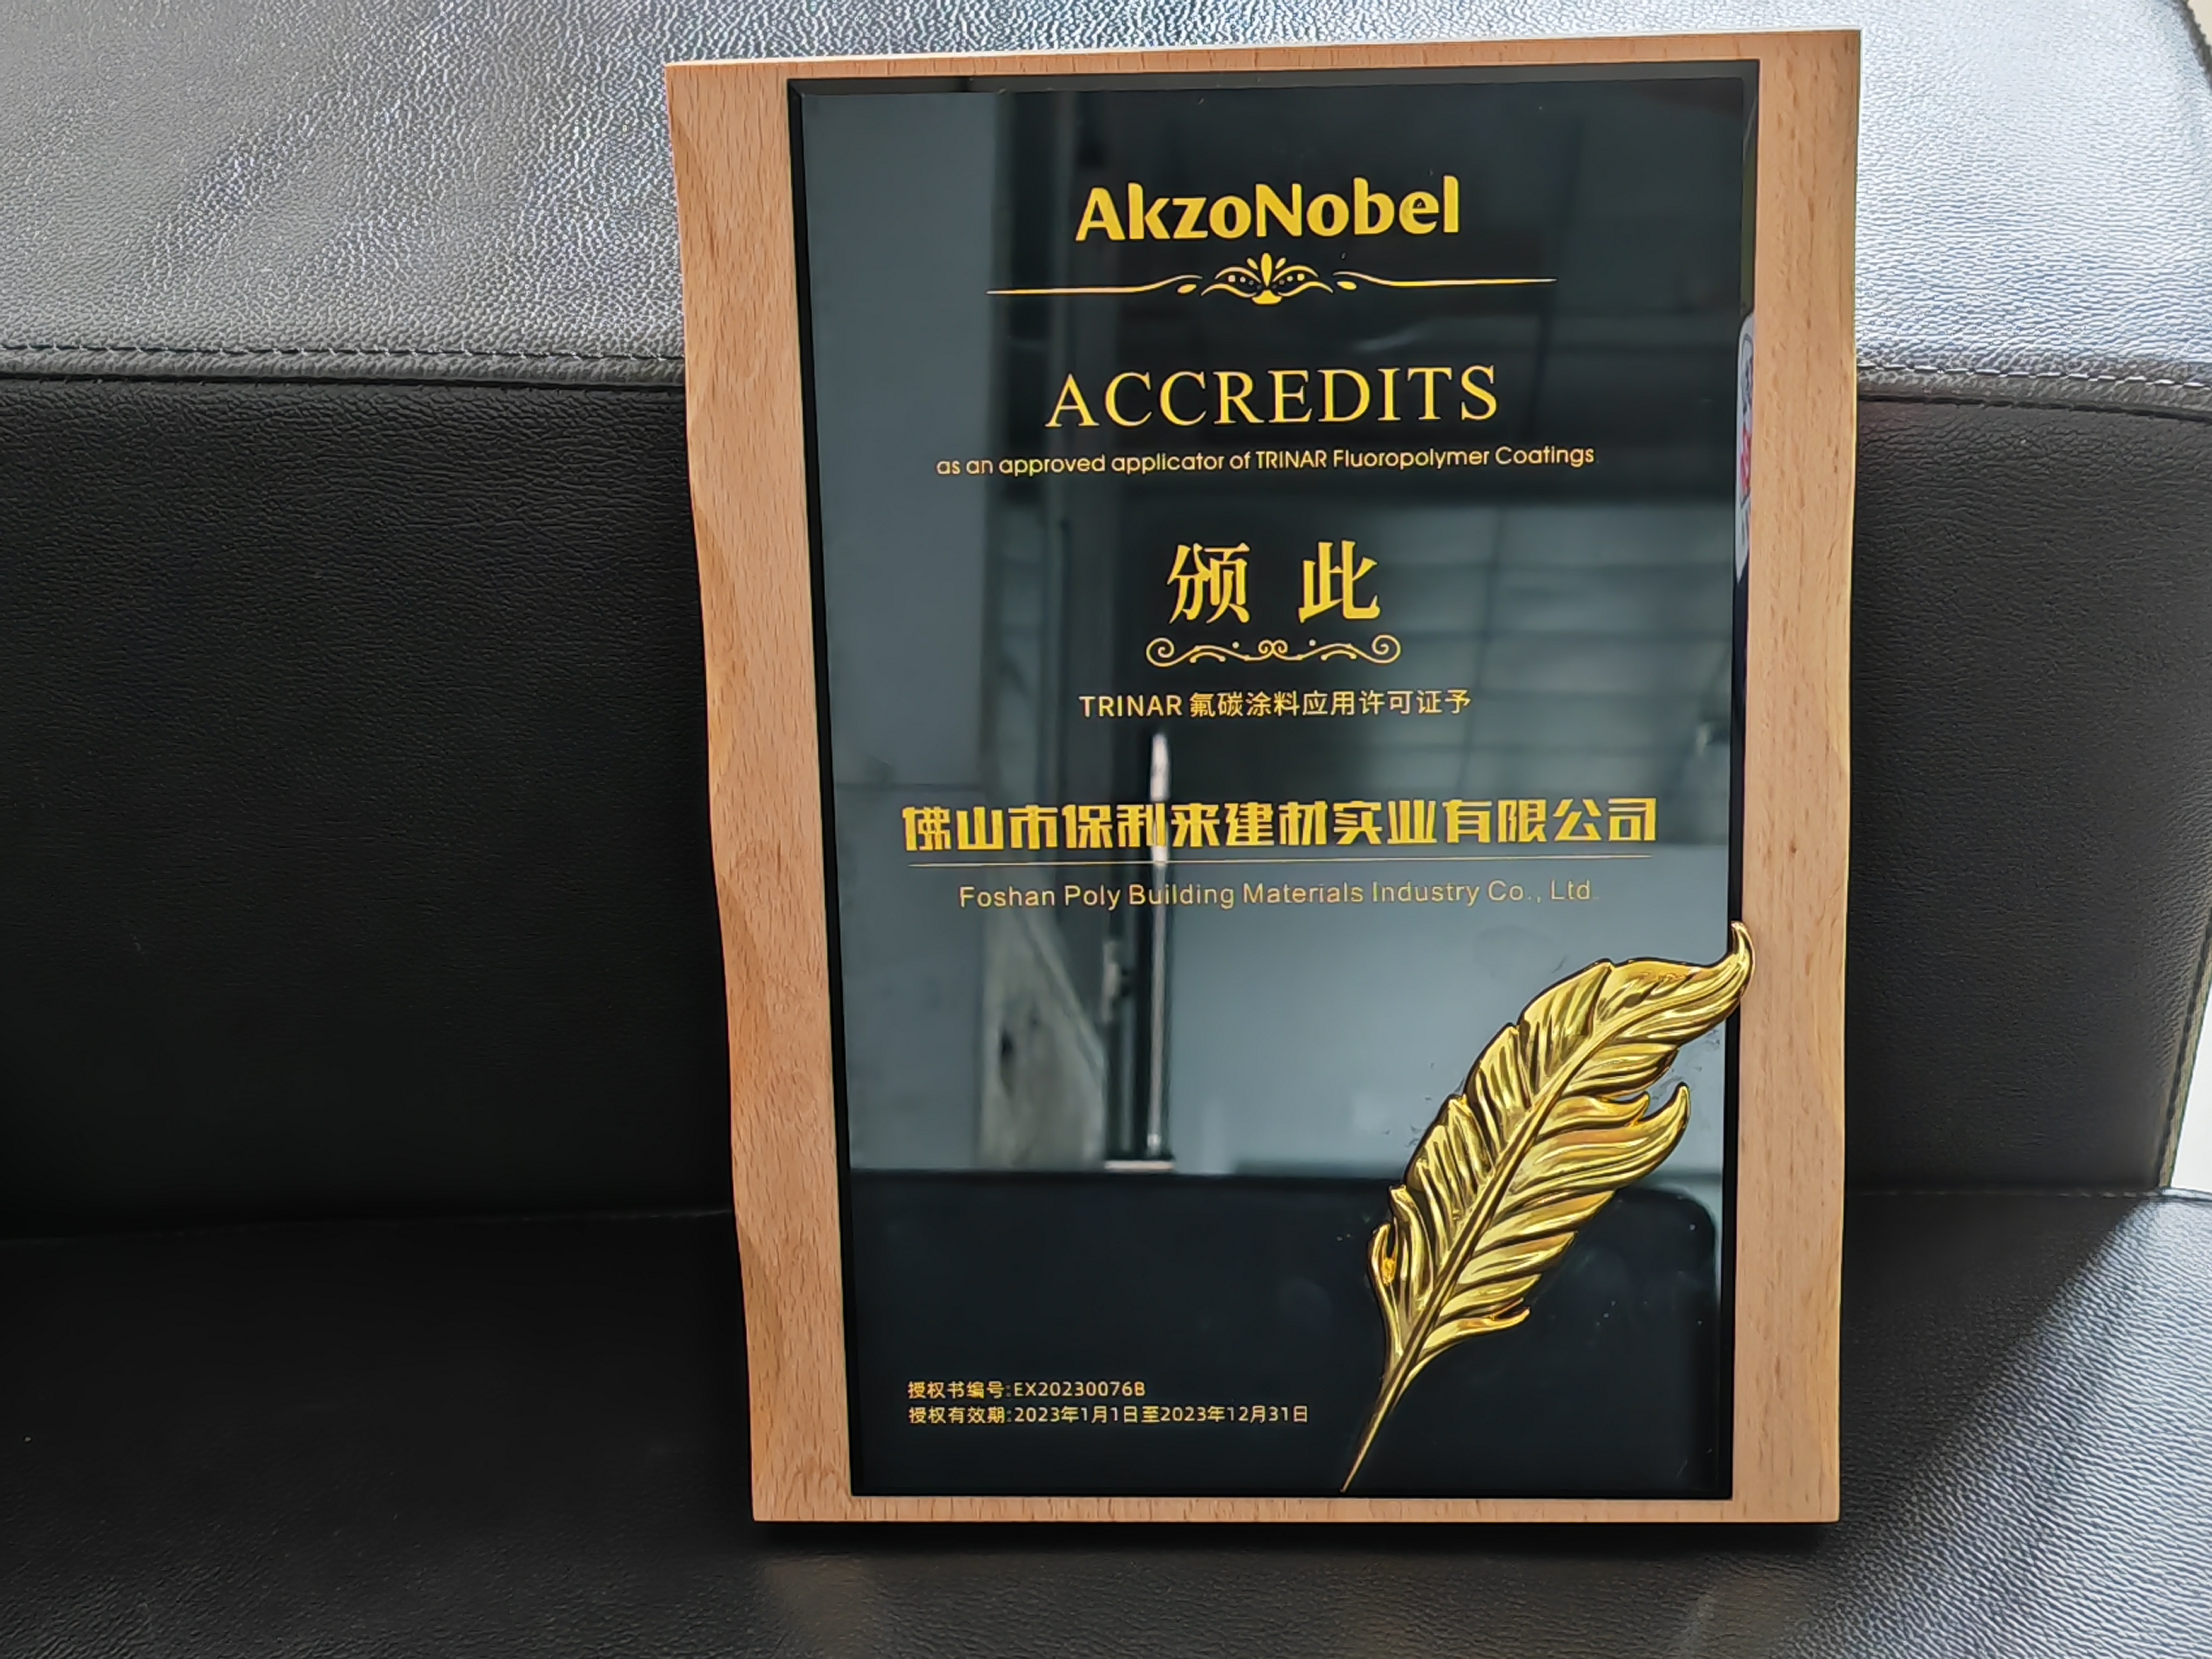 AkzoNobel
ACCREDITS
as an approved applicator of TRINAR Fluoropolymer Coatings
颁 此
TRINAR 氟碳涂料应用许可证予
佛山市保利来建材实业有限公司
Foshan Poly Building Materials Industry Co., Ltd.
授权书编号:EX20230076B
授权有效期:2023年1月1日至2023年12月31日